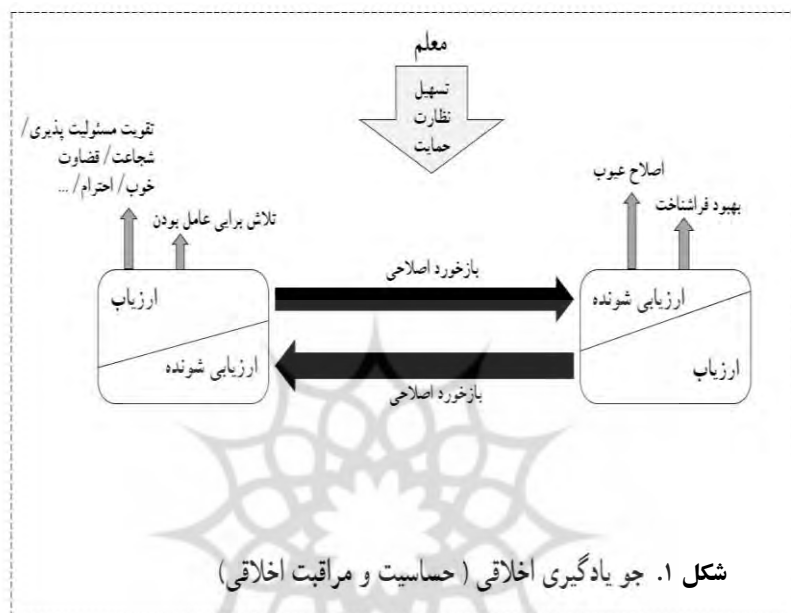 معلم
تسهیل
نظارت
حمایت
اصلاح عیوب
بهبود فراشناخت
تقویت مسئولیت پذیری/
شجاعت/ قضاوت
خوب/ احترام/ ...
تلاش برایی عامل بودن
بازخورد اصلاحی
ارزیابی شونده
ارزیاب
ارزیاب
ارزیابی شونده
بازخورد اصلاحی
شکل ۱. جو یادگیری اخلاقی ( حساسیت و مراقبت اخلاقی)